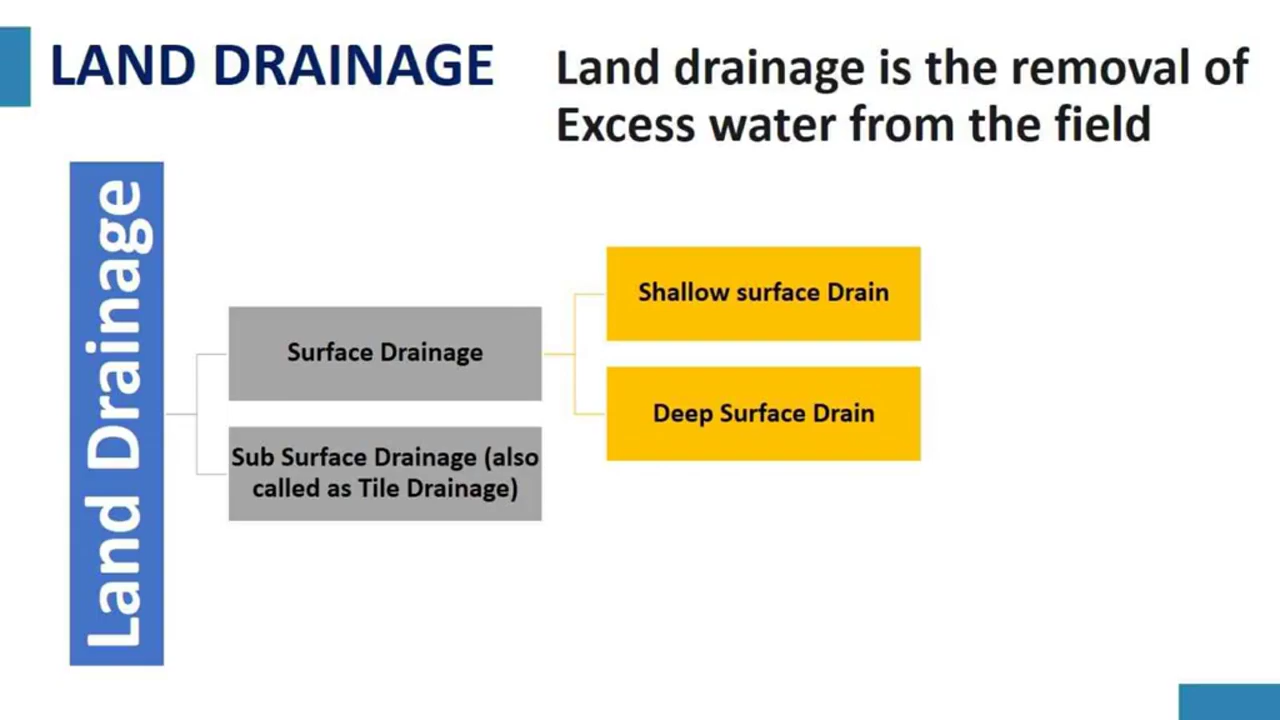 LAND DRAINAGE
Land drainage is the removal of
Excess water from the field
Land Drainage
Surface Drainage
Sub Surface Drainage (also
called as Tile Drainage)
Shallow surface Drain
Deep Surface Drain